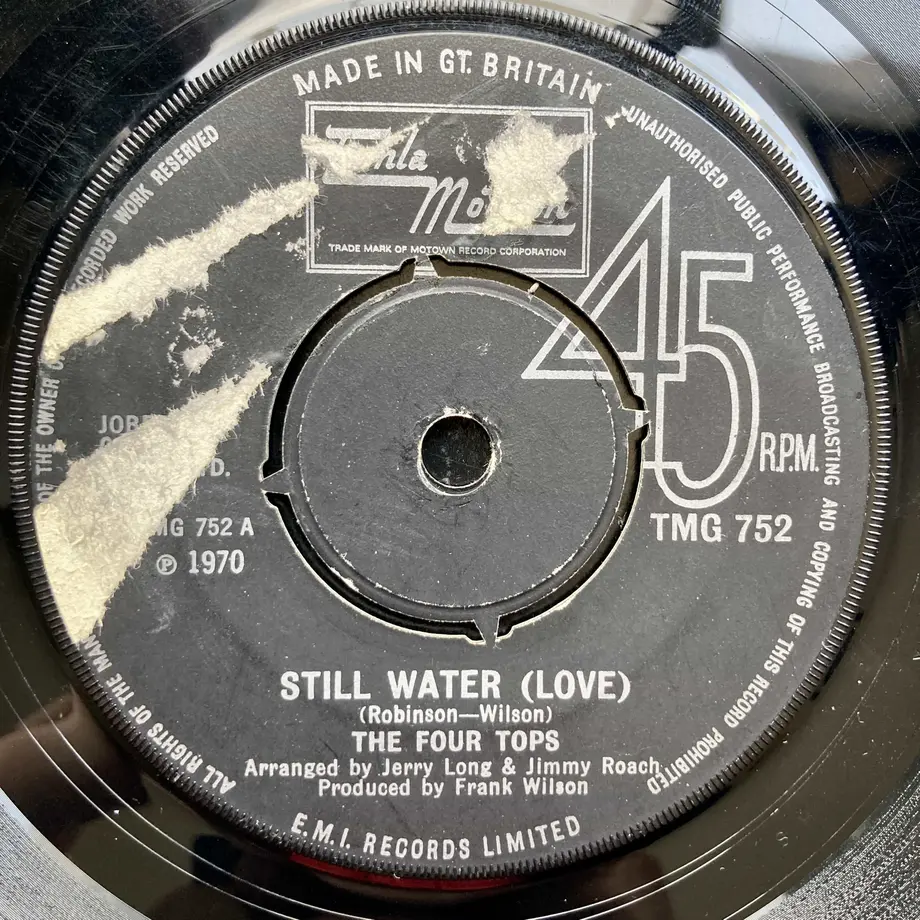 MADE IN GT. BRITAIN
Motown
TRADE MARK OF MOTOWN RECORD CORPORATION
45
R.P.M.
TMG 752
752 A
℗ 1970
STILL WATER (LOVE)
(Robinson—Wilson)
THE FOUR TOPS
Arranged by Jerry Long & Jimmy Roach
Produced by Frank Wilson
E.M.I. RECORDS LIMITED
ALL RIGHTS OF THE OF THE OWNER WORK RESERVED
UNAUTHORISED PUBLIC PERFORMANCE BROADCASTING AND COPYING OF THIS RECORD PROHIBITED